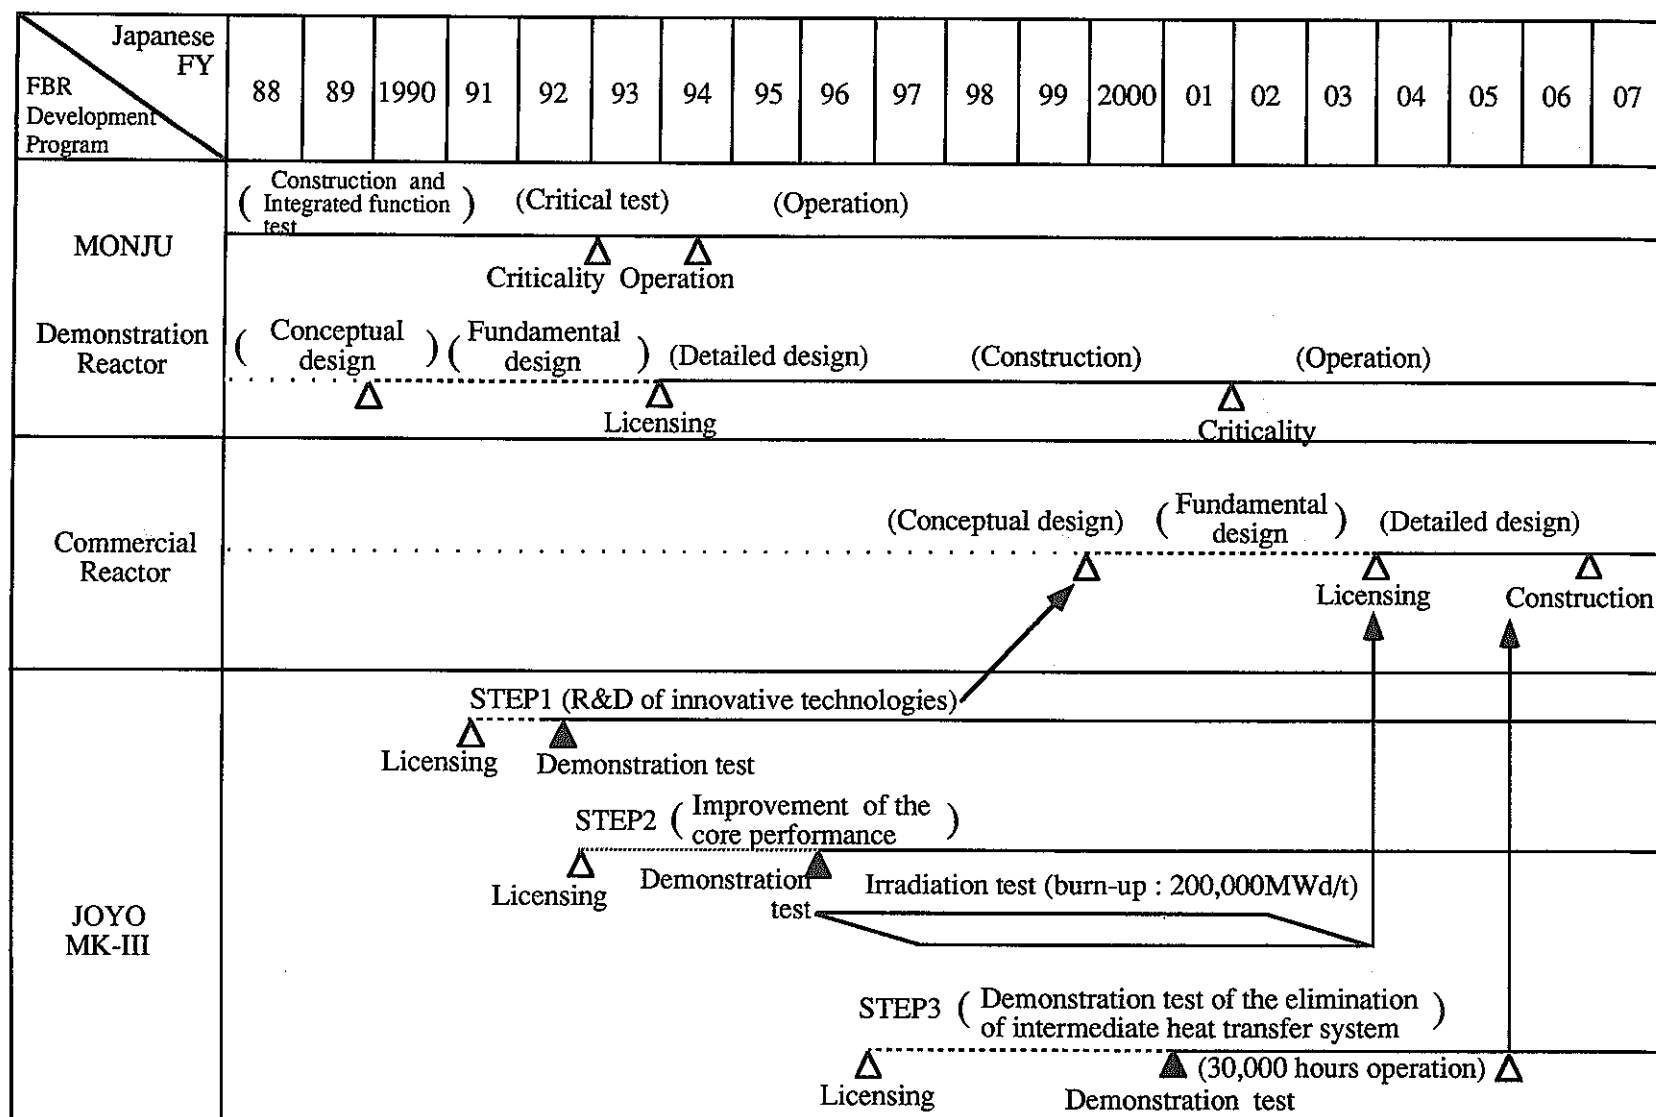 Japanese
FY
FBR
Development
Program
88 89 1990 91 92 93 94 95 96 97 98 99 2000 01 02 03 04 05 06 07
MONJU
( Construction and
Integrated function
test )
(Critical test)
(Operation)
Criticality Operation
Demonstration
Reactor
( Conceptual
design )
( Fundamental
design )
(Detailed design)
(Construction)
(Operation)
Licensing
Criticality
Commercial
Reactor
(Conceptual design)
( Fundamental
design )
(Detailed design)
Licensing
Construction
JOYO
MK-III
STEP1 (R&D of innovative technologies)
Licensing
Demonstration test
STEP2 ( Improvement of the
core performance )
Licensing
Demonstration
test
Irradiation test (burn-up : 200,000MWd/t)
STEP3 ( Demonstration test of the elimination
of intermediate heat transfer system )
(30,000 hours operation)
Licensing
Demonstration test